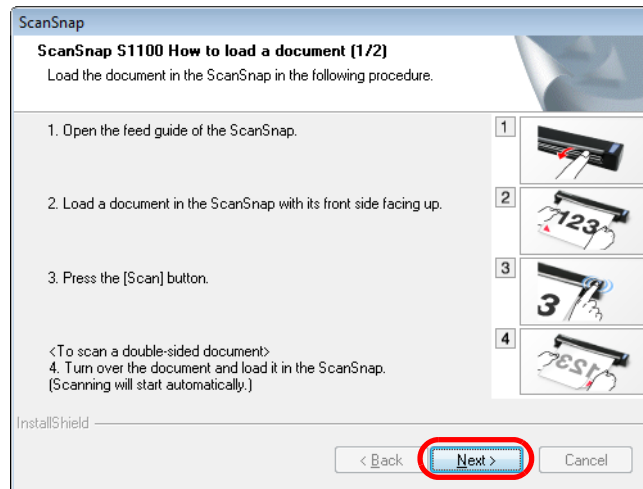 ScanSnap
ScanSnap S1100 How to load a document (1/2)
Load the document in the ScanSnap in the following procedure.
1. Open the feed guide of the ScanSnap.
1
2. Load a document in the ScanSnap with its front side facing up.
2
123
3. Press the [Scan] button.
3
3
<To scan a double-sided document>
4. Turn over the document and load it in the ScanSnap.
(Scanning will start automatically.)
4
123
InstallShield
< Back
Next >
Cancel